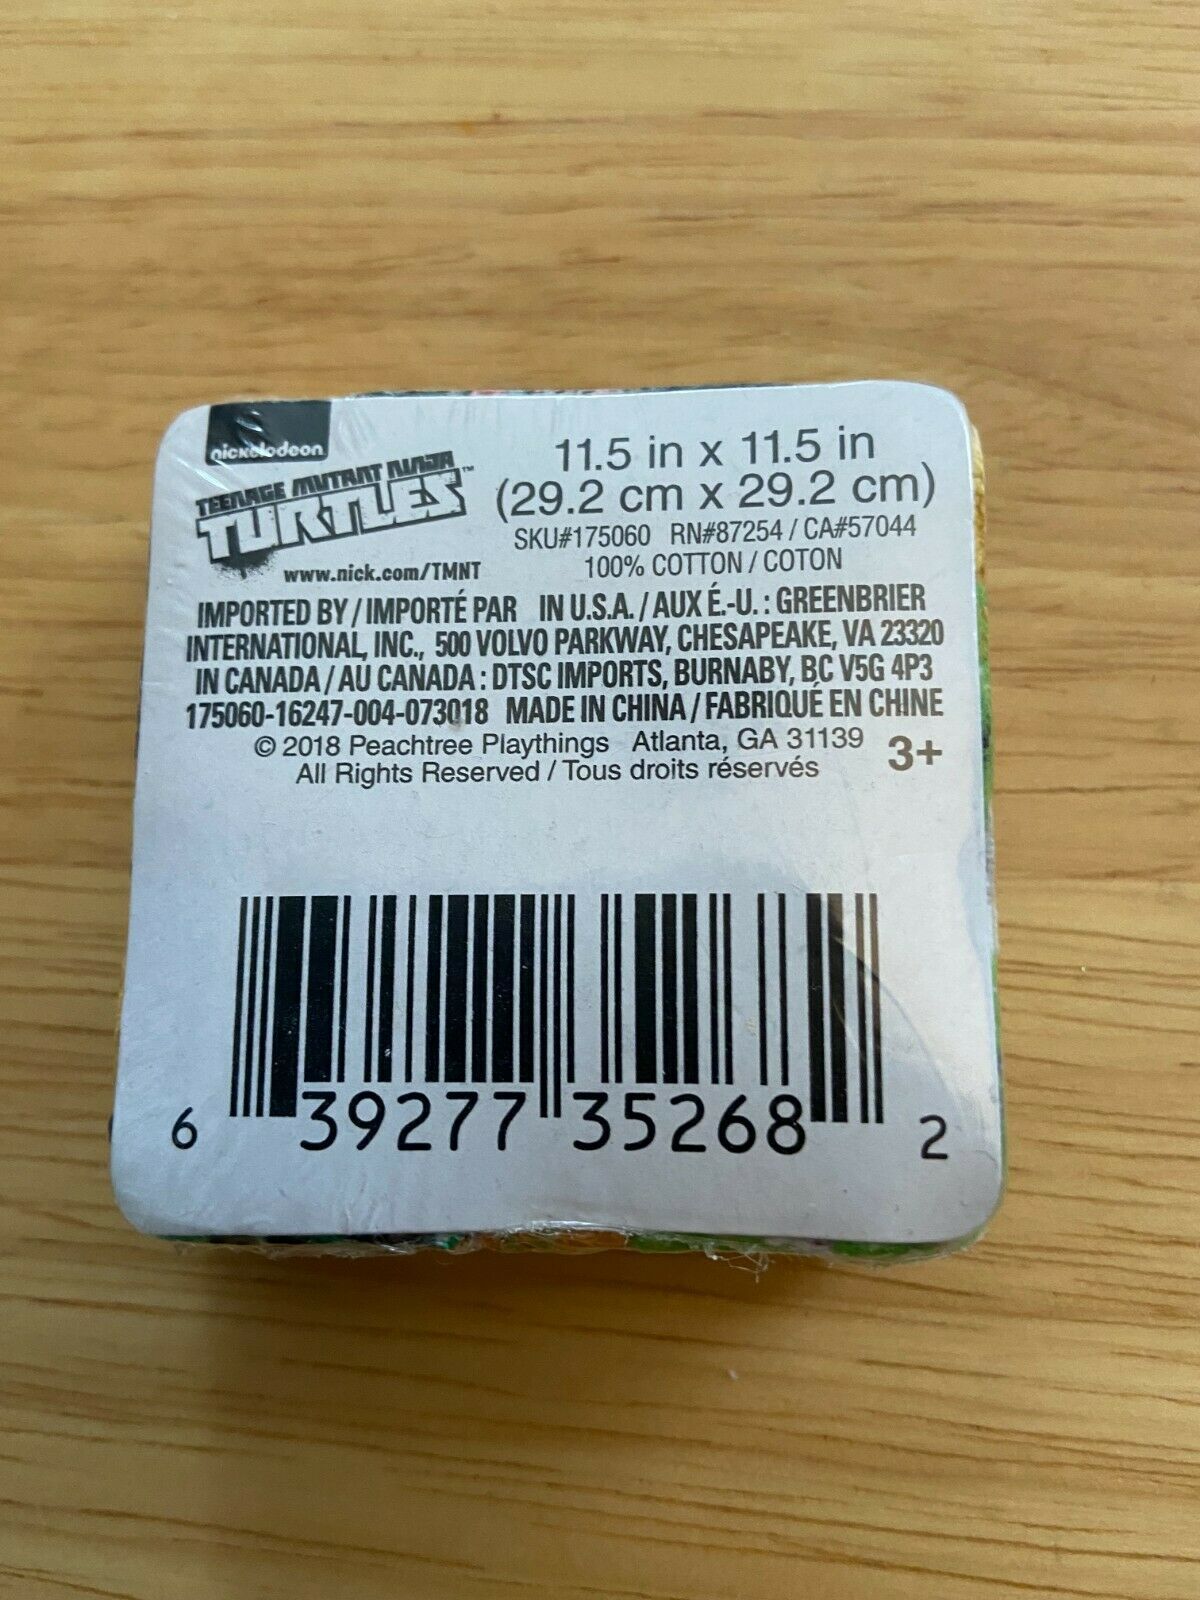 nickelodeon
TEENAGE MUTANT NINJA
TURTLES™
www.nick.com/TMNT
11.5 in x 11.5 in
(29.2 cm x 29.2 cm)
SKU#175060 RN#87254 / CA#57044
100% COTTON / COTON
IMPORTED BY / IMPORTÉ PAR IN U.S.A. / AUX É.-U. : GREENBRIER
INTERNATIONAL, INC., 500 VOLVO PARKWAY, CHESAPEAKE, VA 23320
IN CANADA / AU CANADA : DTSC IMPORTS, BURNABY, BC V5G 4P3
175060-16247-004-073018 MADE IN CHINA / FABRIQUÉ EN CHINE
© 2018 Peachtree Playthings Atlanta, GA 31139
All Rights Reserved / Tous droits réservés
3+
6 39277 35268 2